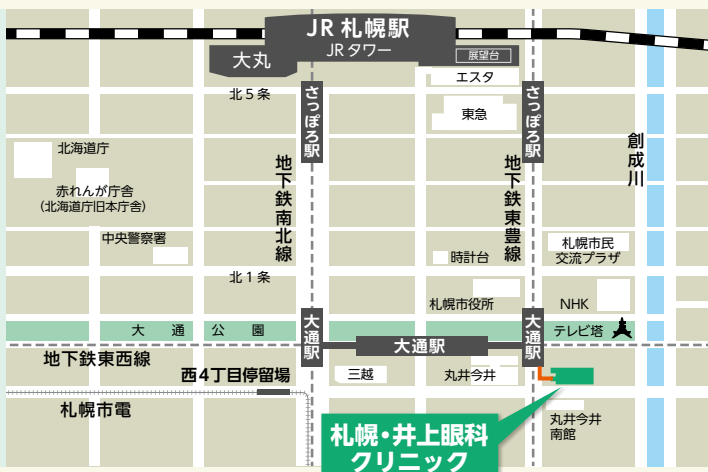 JR 札幌駅
JR タワー
大丸
展望台
エスタ
北5条
さっぽろ駅
さっぽろ駅
東急
創成川
北海道庁
地下鉄南北線
地下鉄東豊線
赤れんが庁舎
(北海道庁旧本庁舎)
中央警察署
時計台
札幌市民
交流プラザ
北1条
札幌市役所
NHK
大通公園
大通駅
大通駅
大通駅
テレビ塔
地下鉄東西線
西4丁目停留場
三越
丸井今井
札幌市電
丸井今井
南館
札幌・井上眼科
クリニック